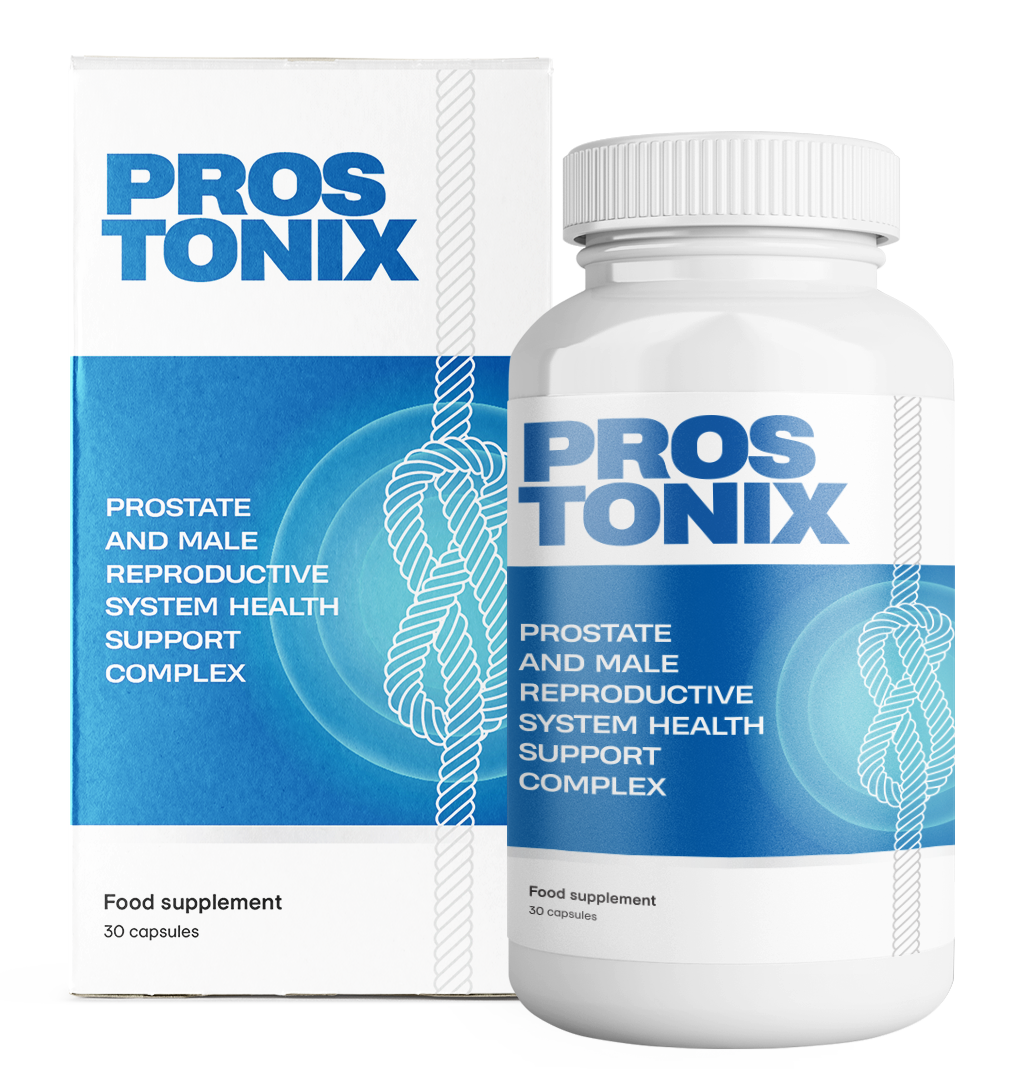 PROS
TONIX
PROSTATE
AND MALE
REPRODUCTIVE
SYSTEM HEALTH
SUPPORT
COMPLEX
Food supplement
30 capsules
PROS
TONIX
PROSTATE
AND MALE
REPRODUCTIVE
SYSTEM HEALTH
SUPPORT
COMPLEX
Food supplement
30 capsules